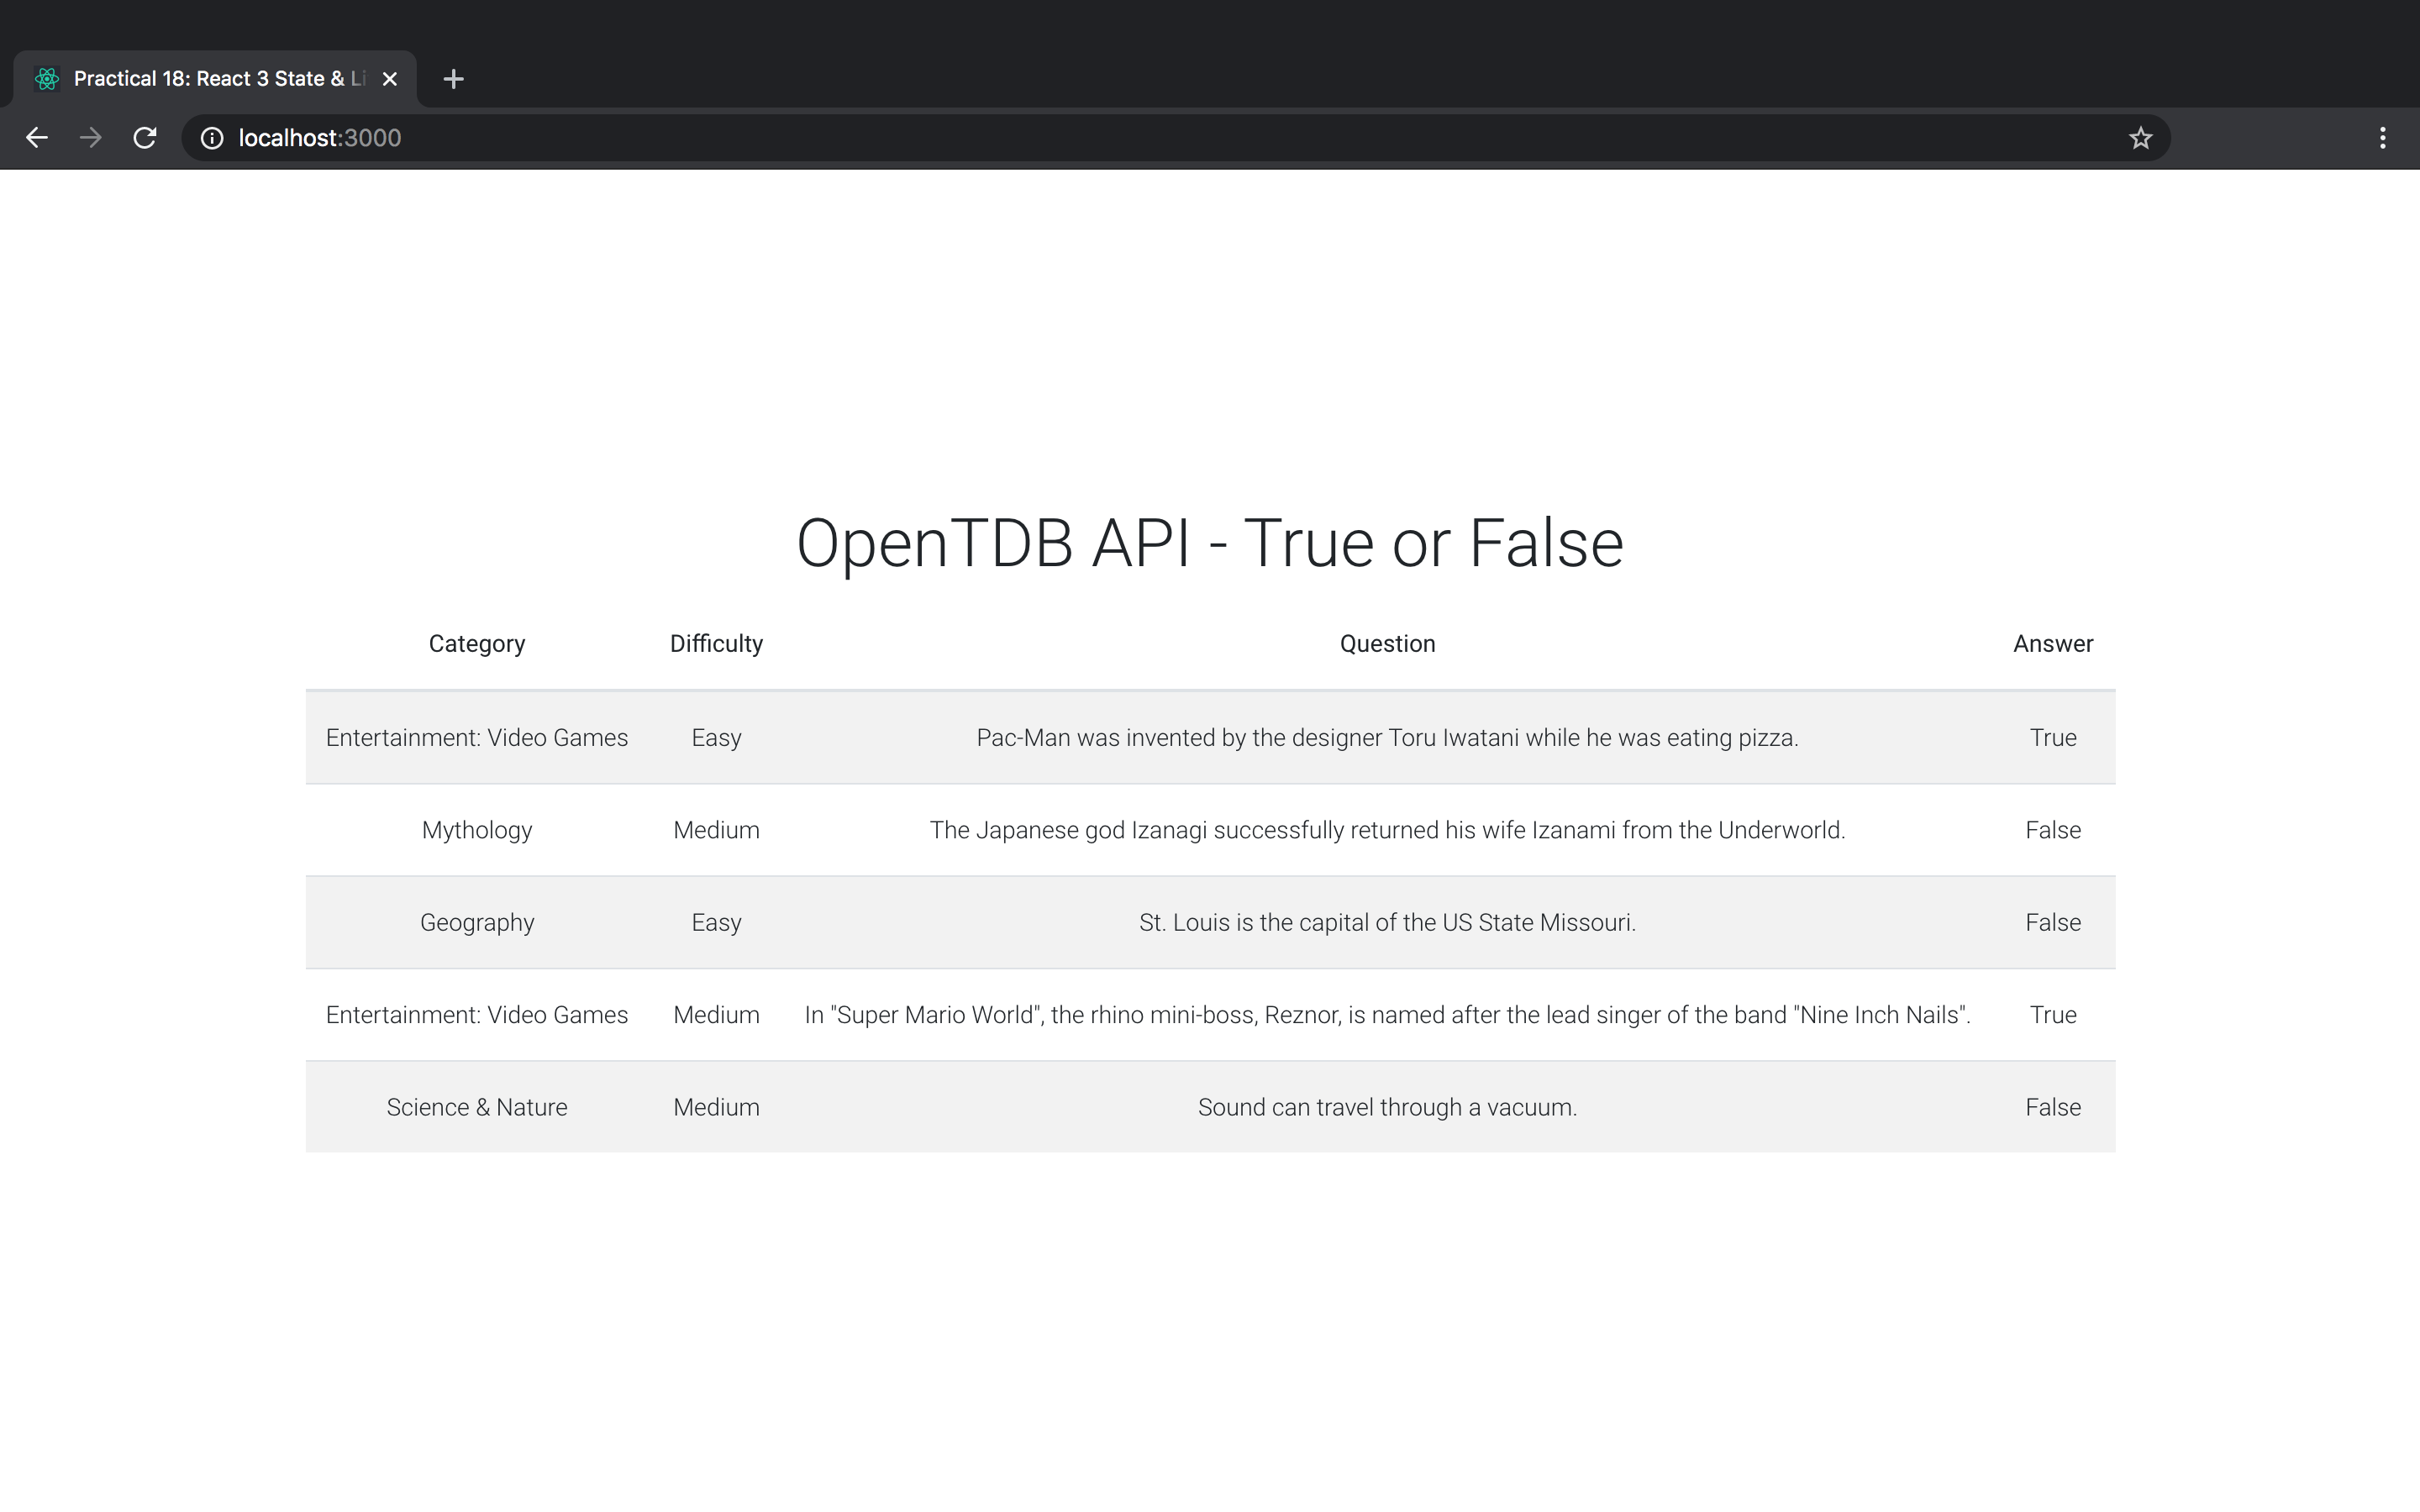 Practical 18: React 3 State & Li
localhost:3000
OpenTDB API - True or False
Category Difficulty Question Answer
Entertainment: Video Games Easy Pac-Man was invented by the designer Toru Iwatani while he was eating pizza. True
Mythology Medium The Japanese god Izanagi successfully returned his wife Izanami from the Underworld. False
Geography Easy St. Louis is the capital of the US State Missouri. False
Entertainment: Video Games Medium In "Super Mario World", the rhino mini-boss, Reznor, is named after the lead singer of the band "Nine Inch Nails". True
Science & Nature Medium Sound can travel through a vacuum. False